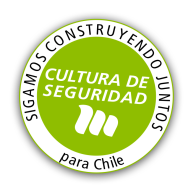 SIGAMOS CONSTRUYENDO JUNTOS
CULTURA DE
SEGURIDAD
para Chile